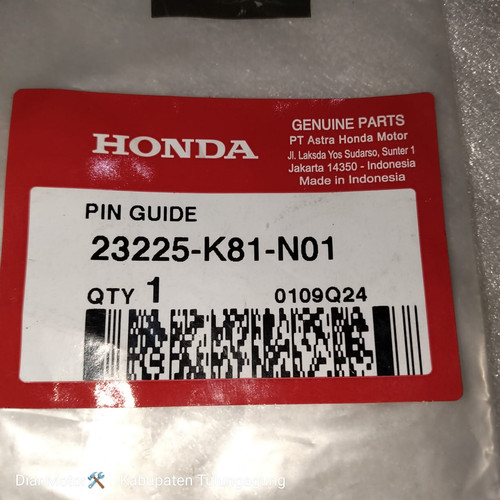 HONDA
GENUINE PARTS
PT Astra Honda Motor
Jl. Laksda Yos Sudarso, Sunter 1
Jakarta 14350 - Indonesia
Made in Indonesia
PIN GUIDE
23225-K81-N01
QTY 1
0109Q24
Kabupaten